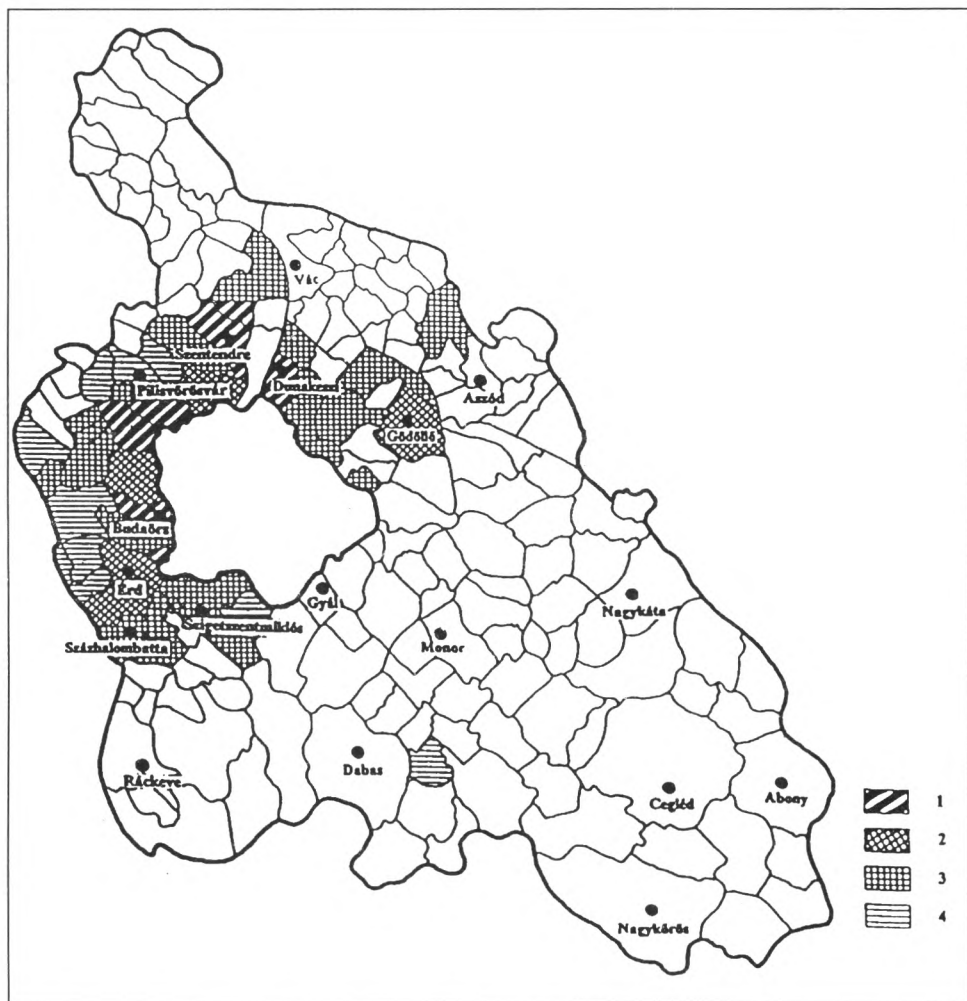 Vác
Szentendre
Pilisvörösvár
Dunakeszi
Aszód
Gödöllő
Budaörs
Érd
Gyál
Nagykáta
Szigetszentmiklós
Monor
Százhalombatta
Ráckeve
Dabas
Cegléd
Abony
1
2
3
4
Nagykőrös